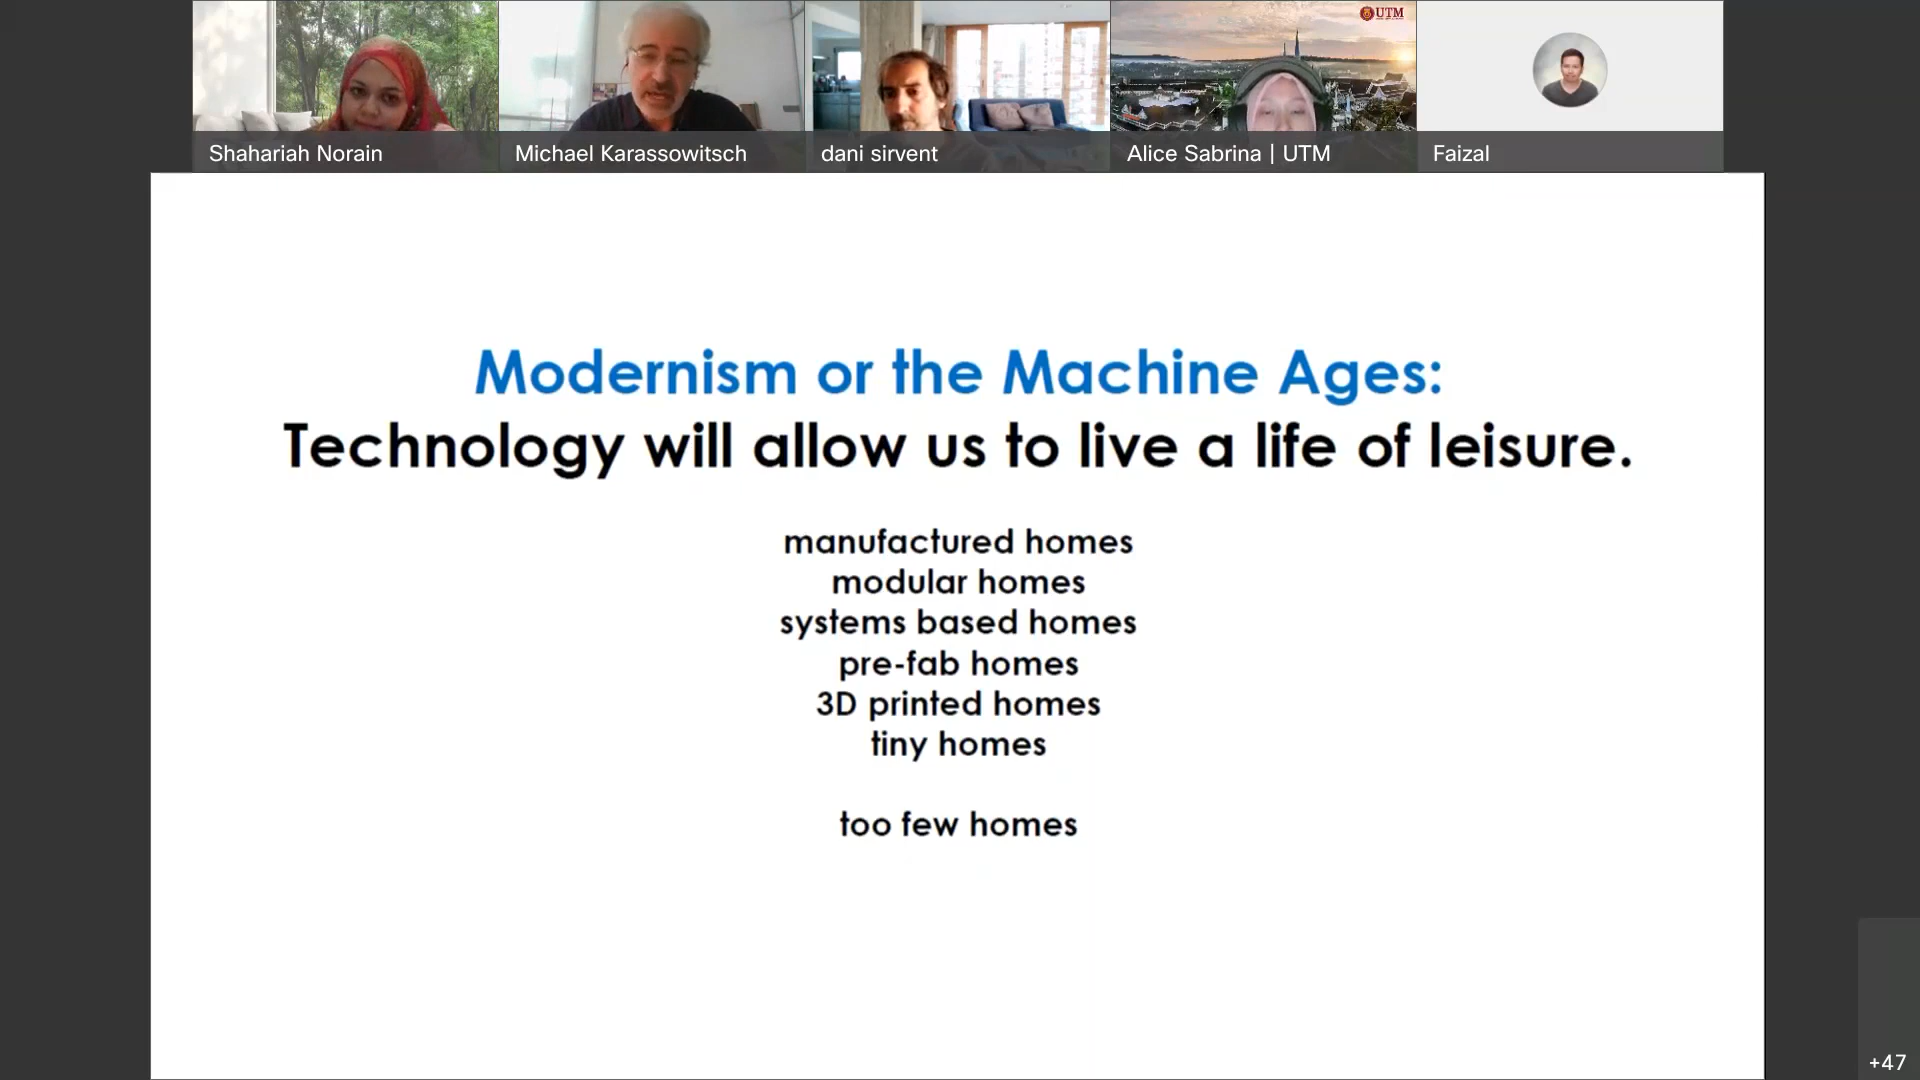 UTM
Shahariah Norain
Michael Karassowitsch
dani sirvent
Alice Sabrina | UTM
Faizal
Modernism or the Machine Ages:
Technology will allow us to live a life of leisure.
manufactured homes
modular homes
systems based homes
pre-fab homes
3D printed homes
tiny homes
too few homes
+47